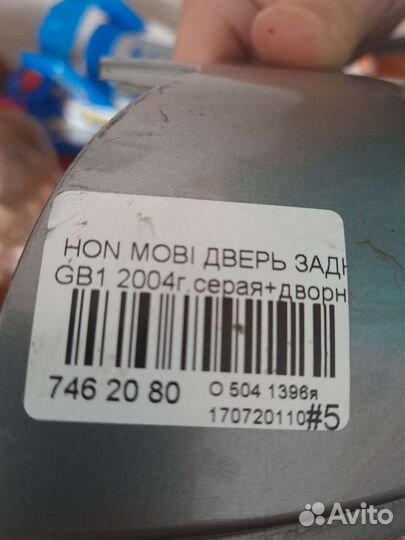 HON MOBI ДВЕРЬ ЗАДН
GB1 2004г.серая+дворн
746 20 80
О 504 1396я
170720110#5
Avito